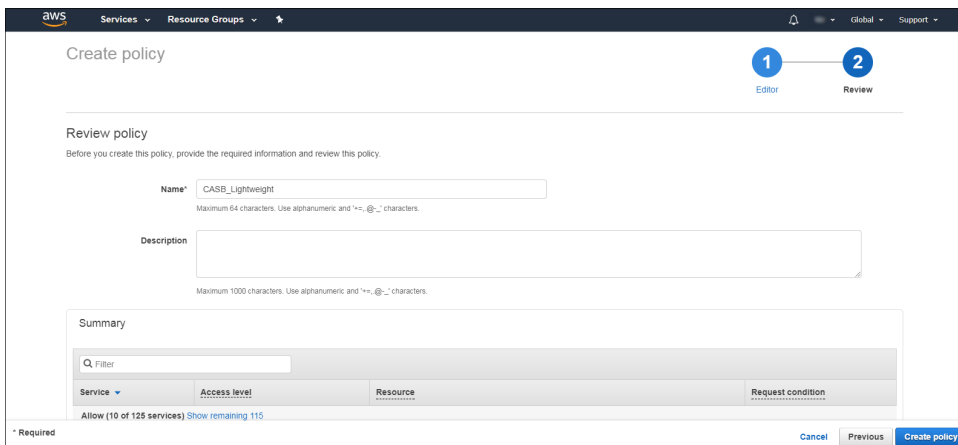 aws Services Resource Groups Global Support
Create policy
1 2
Editor Review
Review policy
Before you create this policy, provide the required information and review this policy.
Name* CASB_Lightweight
Maximum 64 characters. Use alphanumeric and '+=,.@-_' characters.
Description
Maximum 1000 characters. Use alphanumeric and '+=,.@-_' characters.
Summary
Filter
Service Access level Resource Request condition
Allow (10 of 125 services) Show remaining 115
* Required Cancel Previous Create policy